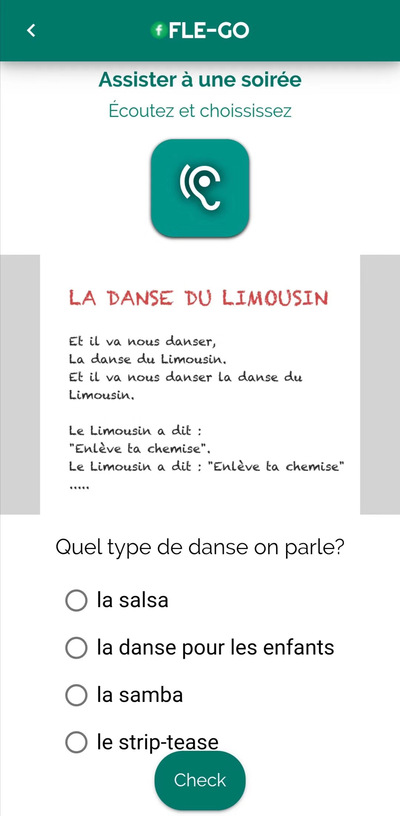 FLE-GO
Assister à une soirée
Écoutez et choississez
LA DANSE DU LIMOUSIN
Et il va nous danser,
La danse du Limousin.
Et il va nous danser la danse du
Limousin.
Le Limousin a dit :
"Enlève ta chemise".
Le Limousin a dit : "Enlève ta chemise"
.....
Quel type de danse on parle?
la salsa
la danse pour les enfants
la samba
le strip-tease
Check